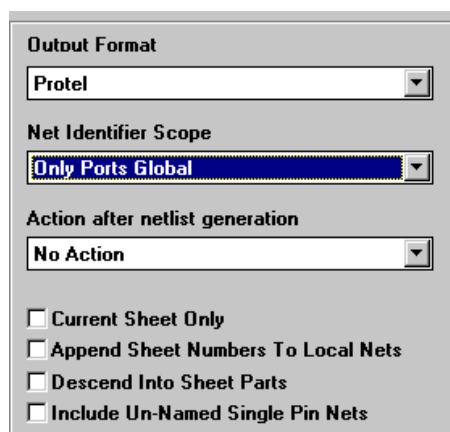 Output Format
Protel
Net Identifier Scope
Only Ports Global
Action after netlist generation
No Action
Current Sheet Only
Append Sheet Numbers To Local Nets
Descend Into Sheet Parts
Include Un-Named Single Pin Nets